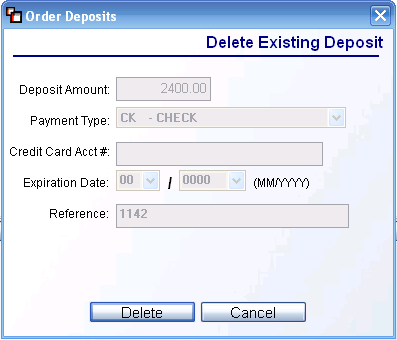 Order Deposits
Delete Existing Deposit
Deposit Amount: 2400.00
Payment Type: CK - CHECK
Credit Card Acct #:
Expiration Date: 00 / 0000 (MM/YYYY)
Reference: 1142
Delete Cancel